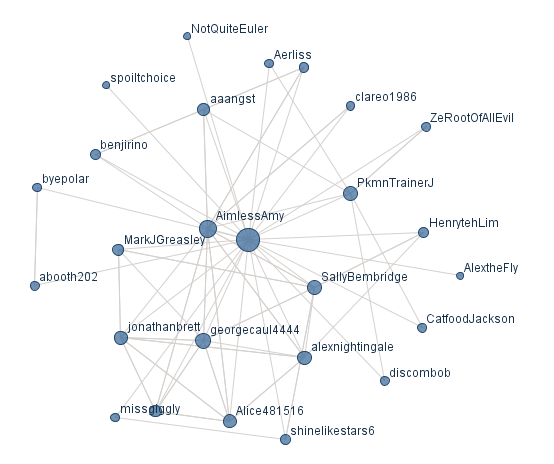 NotQuiteEuler
Aerliss
spoiltchoice
clareo1986
aaangst
ZeRootOfAllEvil
benjirino
byepolar
PkmnTrainerJ
AimlessAmy
HenrytehLim
MarkJGreasley
AlextheFly
abooth202
SallyBembridge
jonathanbrett
georgecaul4444
CatfoodJackson
alexnightingale
discombob
missgiggly
Alice481516
shinelikestars6